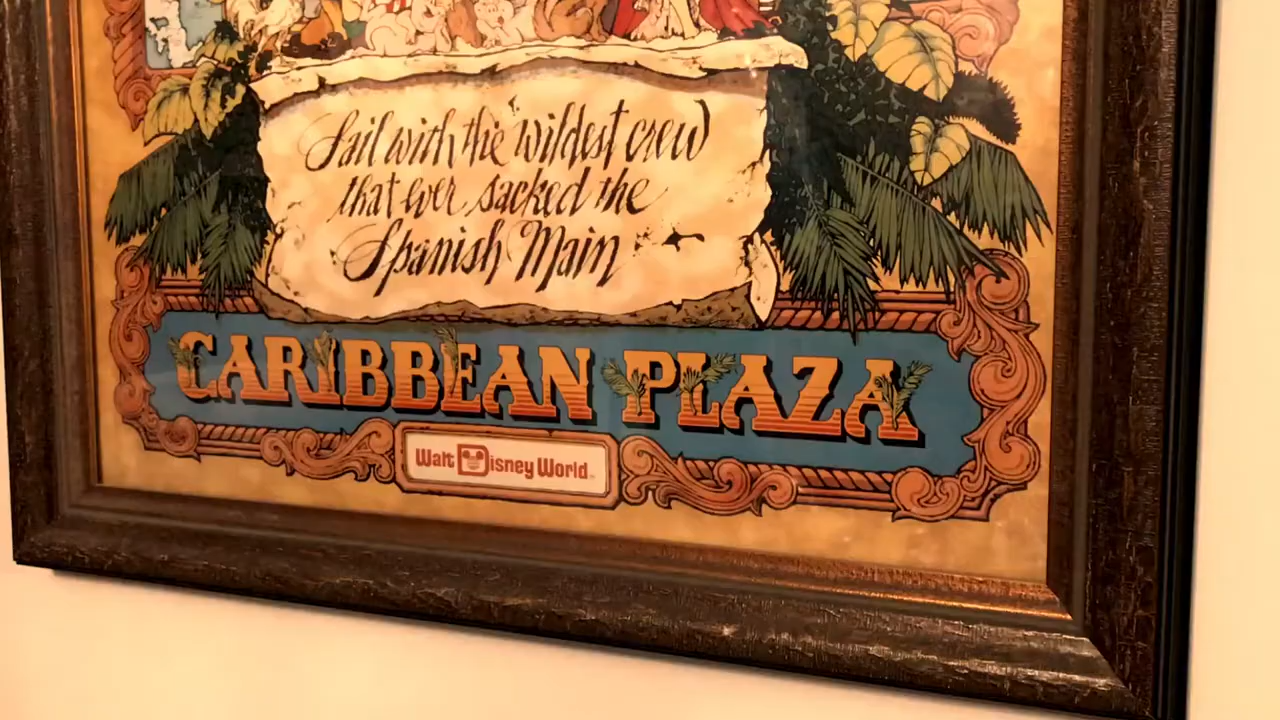 Sail with the wildest crew
that ever sacked the
Spanish Main
CARIBBEAN PLAZA
Walt Disney World